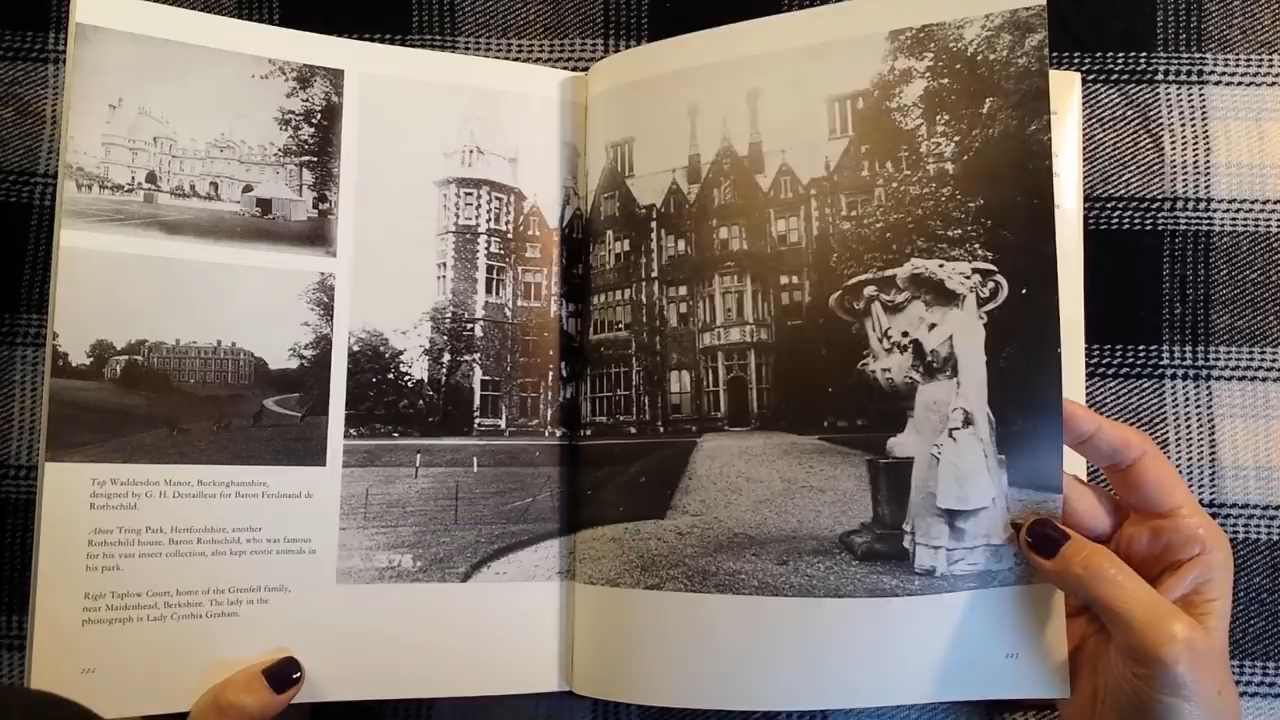 Top Waddesdon Manor, Buckinghamshire,
designed by G. H. Destailleur for Baron Ferdinand de
Rothschild.
Above Tring Park, Hertfordshire, another
Rothschild house. Baron Rothschild, who was famous
for his vast insect collection, also kept exotic animals in
his park.
Right Taplow Court, home of the Grenfell family,
near Maidenhead, Berkshire. The lady in the
photograph is Lady Cynthia Graham.
222
223